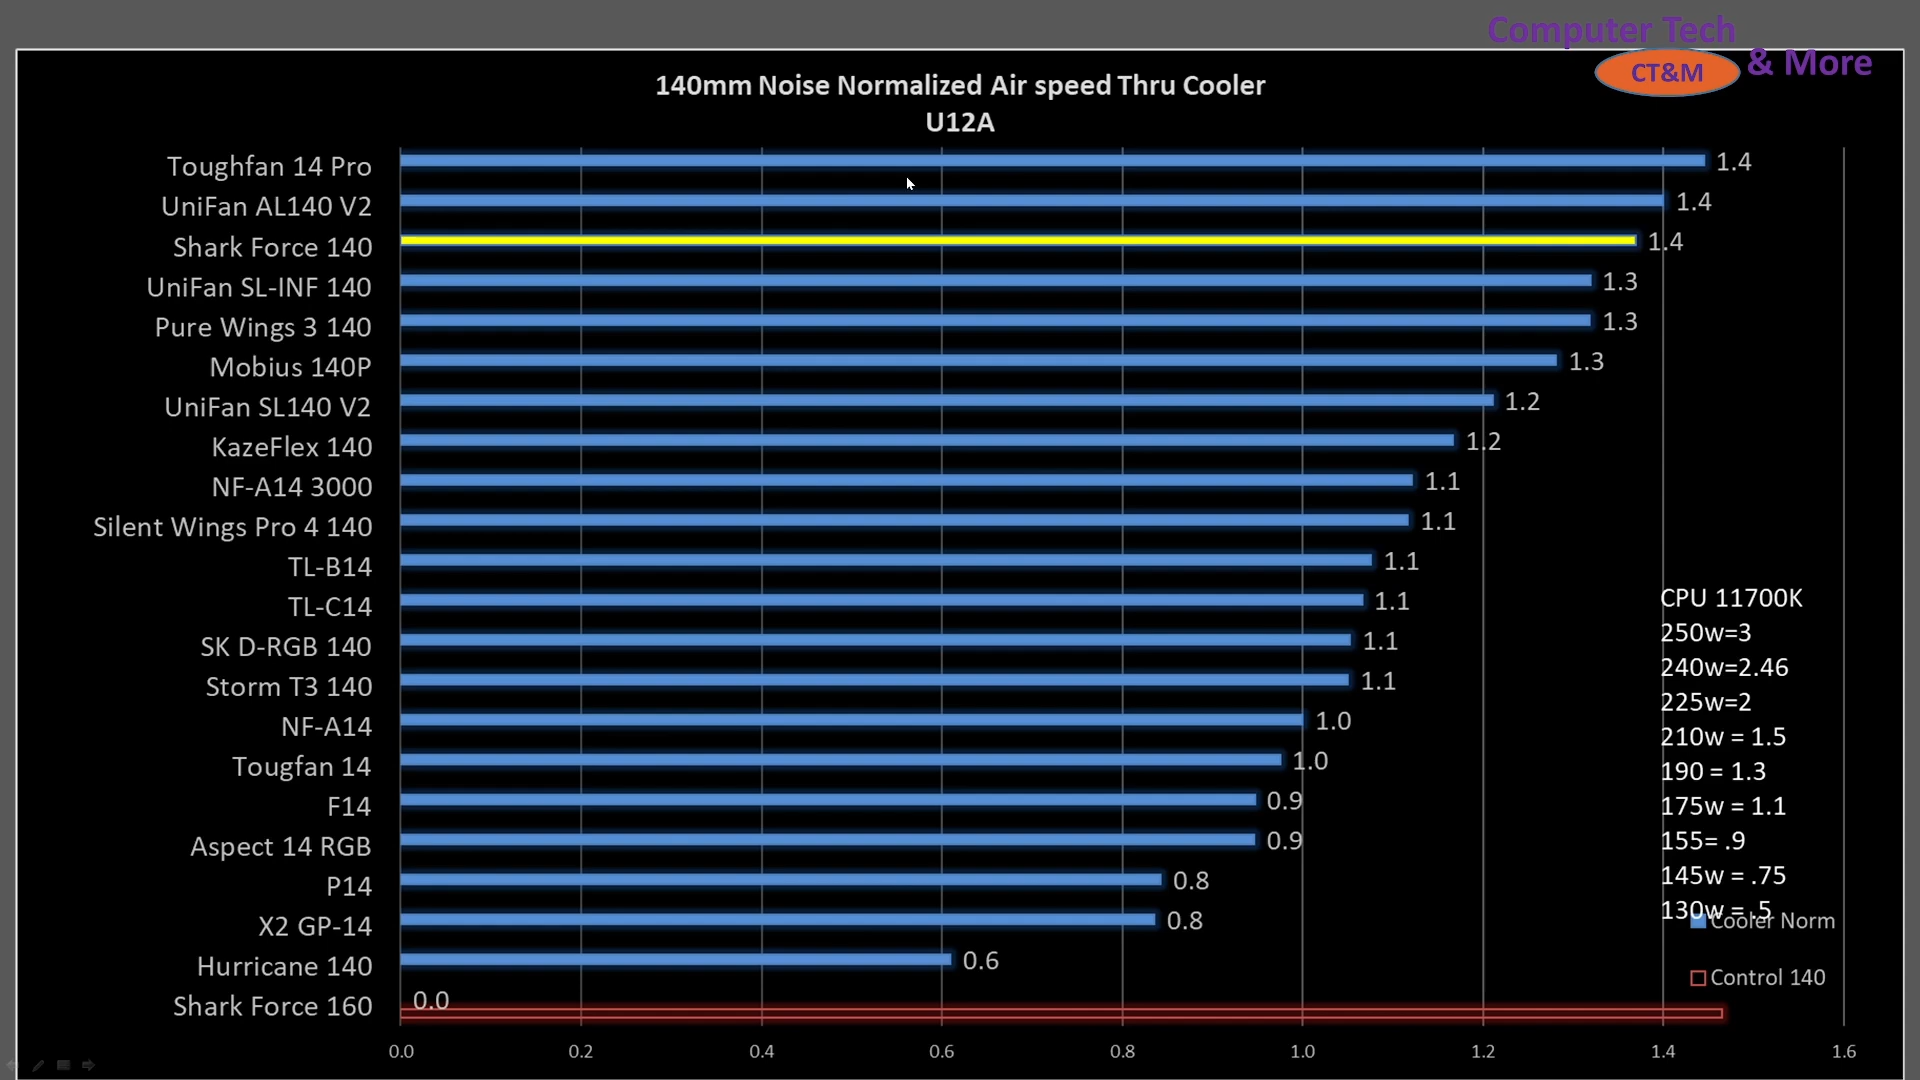 Computer Tech
CT&M & More
140mm Noise Normalized Air speed Thru Cooler
U12A
Toughfan 14 Pro 1.4
UniFan AL140 V2 1.4
Shark Force 140 1.4
UniFan SL-INF 140 1.3
Pure Wings 3 140 1.3
Mobius 140P 1.3
UniFan SL140 V2 1.2
KazeFlex 140 1.2
NF-A14 3000 1.1
Silent Wings Pro 4 140 1.1
TL-B14 1.1
TL-C14 1.1
SK D-RGB 140 1.1
Storm T3 140 1.1
NF-A14 1.0
Tougfan 14 1.0
F14 0.9
Aspect 14 RGB 0.9
P14 0.8
X2 GP-14 0.8
Hurricane 140 0.6
Shark Force 160 0.0
0.0 0.2 0.4 0.6 0.8 1.0 1.2 1.4 1.6
CPU 11700K
250w=3
240w=2.46
225w=2
210w = 1.5
190 = 1.3
175w = 1.1
155= .9
145w = .75
130w = .5
Cooler Norm
Control 140